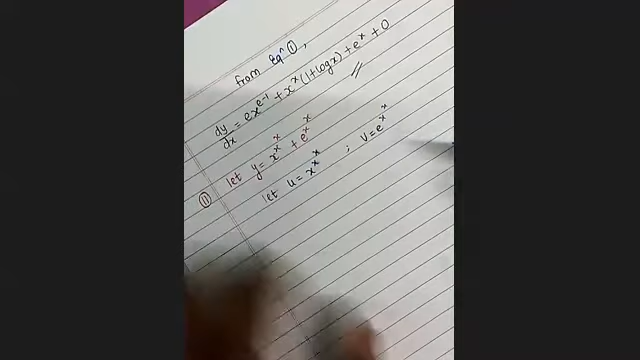 from eqⁿ ①,
dy/dx = ex^(e-1) + x^x (1+logx) + e^x + 0
⑪ let y = x^(x^x) + e^(x^x)
let u = x^(x^x) ; v = e^(x^x)